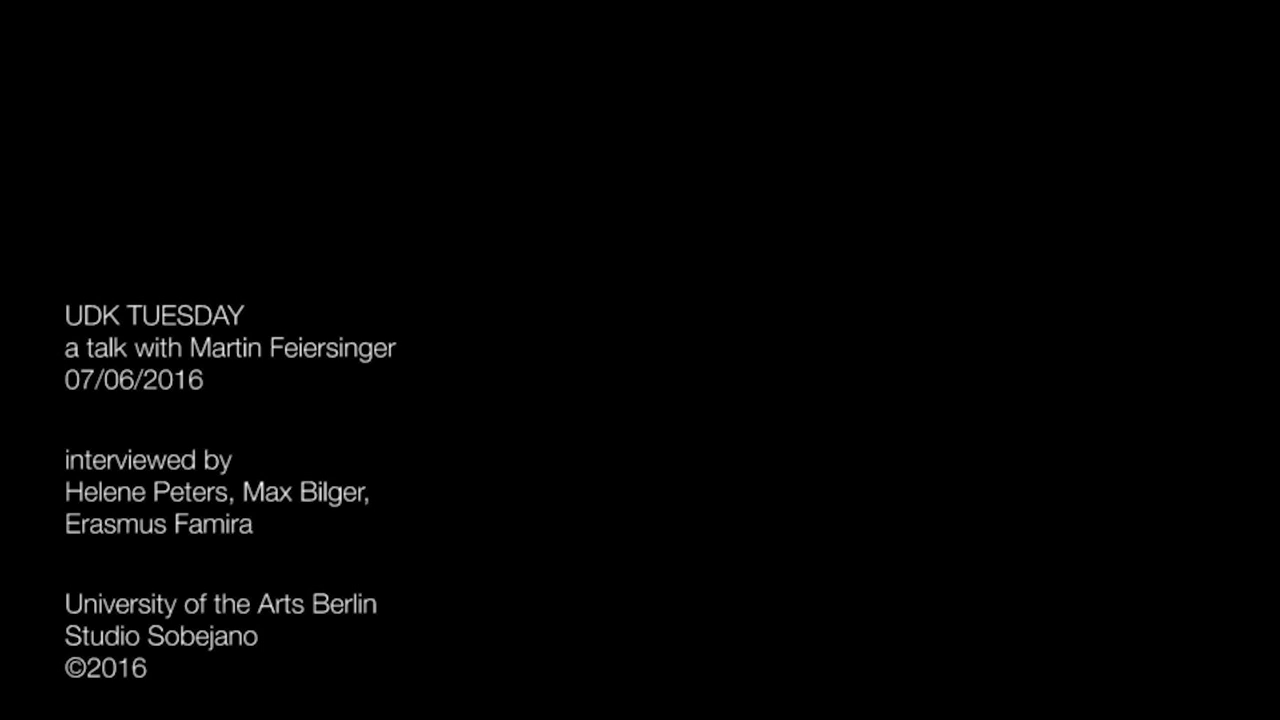 UDK TUESDAY
a talk with Martin Feiersinger
07/06/2016
interviewed by
Helene Peters, Max Bilger,
Erasmus Famira
University of the Arts Berlin
Studio Sobejano
©2016